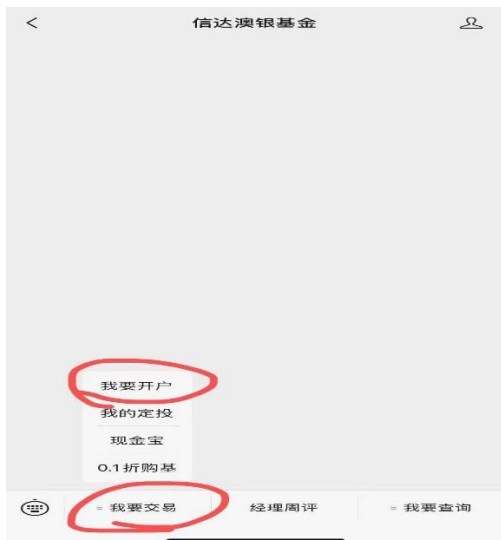 信达澳银基金
我要开户
我的定投
现金宝
0.1折购基
我要交易 经理周评 我要查询